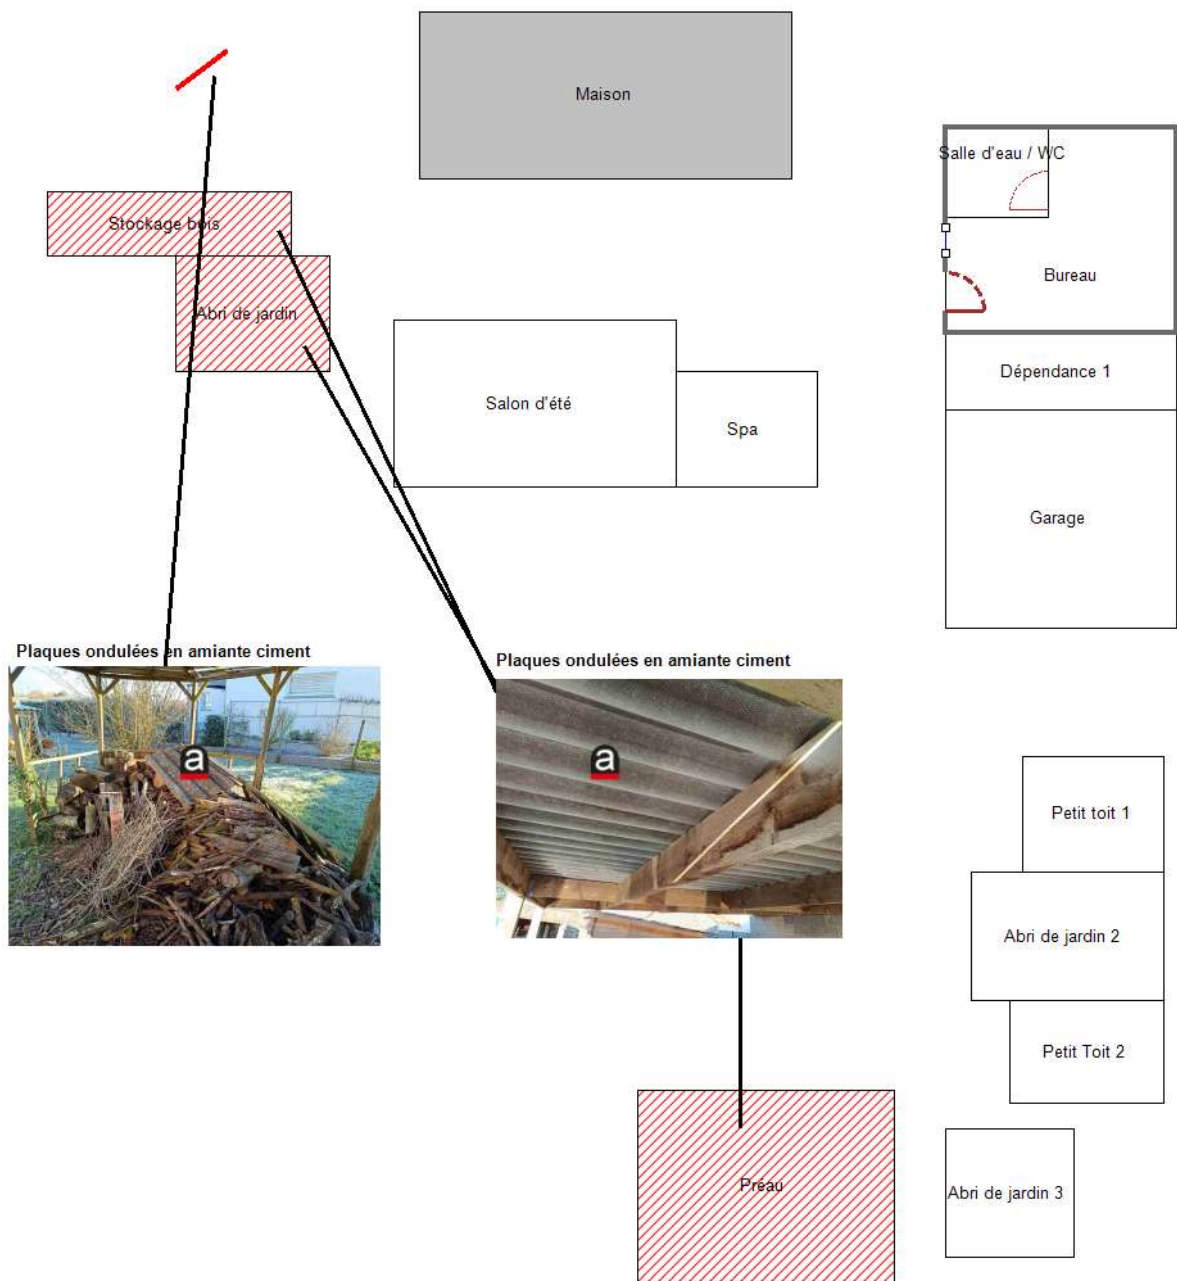 Maison
Salle d'eau / WC
Stockage bois
Bureau
Abri de jardin
Dépendance 1
Salon d'été
Spa
Garage
Plaques ondulées en amiante ciment
Plaques ondulées en amiante ciment
a
a
Petit toit 1
Abri de jardin 2
Petit Toit 2
Préau
Abri de jardin 3